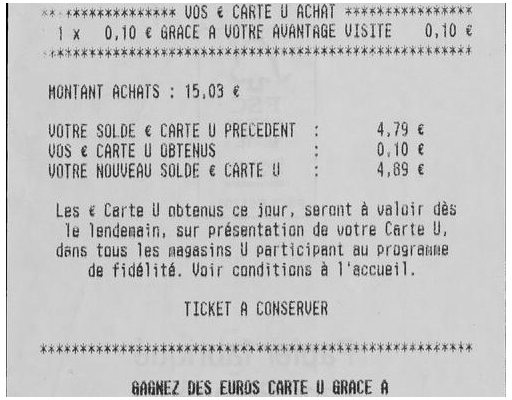 ** *************** VOS € CARTE U ACHAT *****************
1 x 0,10 € GRACE A VOTRE AVANTAGE VISITE 0,10 €
********************************************************
MONTANT ACHATS : 15,03 €
VOTRE SOLDE € CARTE U PRECEDENT : 4,79 €
VOS € CARTE U OBTENUS : 0,10 €
VOTRE NOUVEAU SOLDE € CARTE U : 4,89 €
Les € Carte U obtenus ce jour, seront à valoir dès
le lendemain, sur présentation de votre Carte U,
dans tous les magasins U participant au programme
de fidélité. Voir conditions à l'accueil.
TICKET A CONSERVER
********************************************************
GAGNEZ DES EUROS CARTE U GRACE A